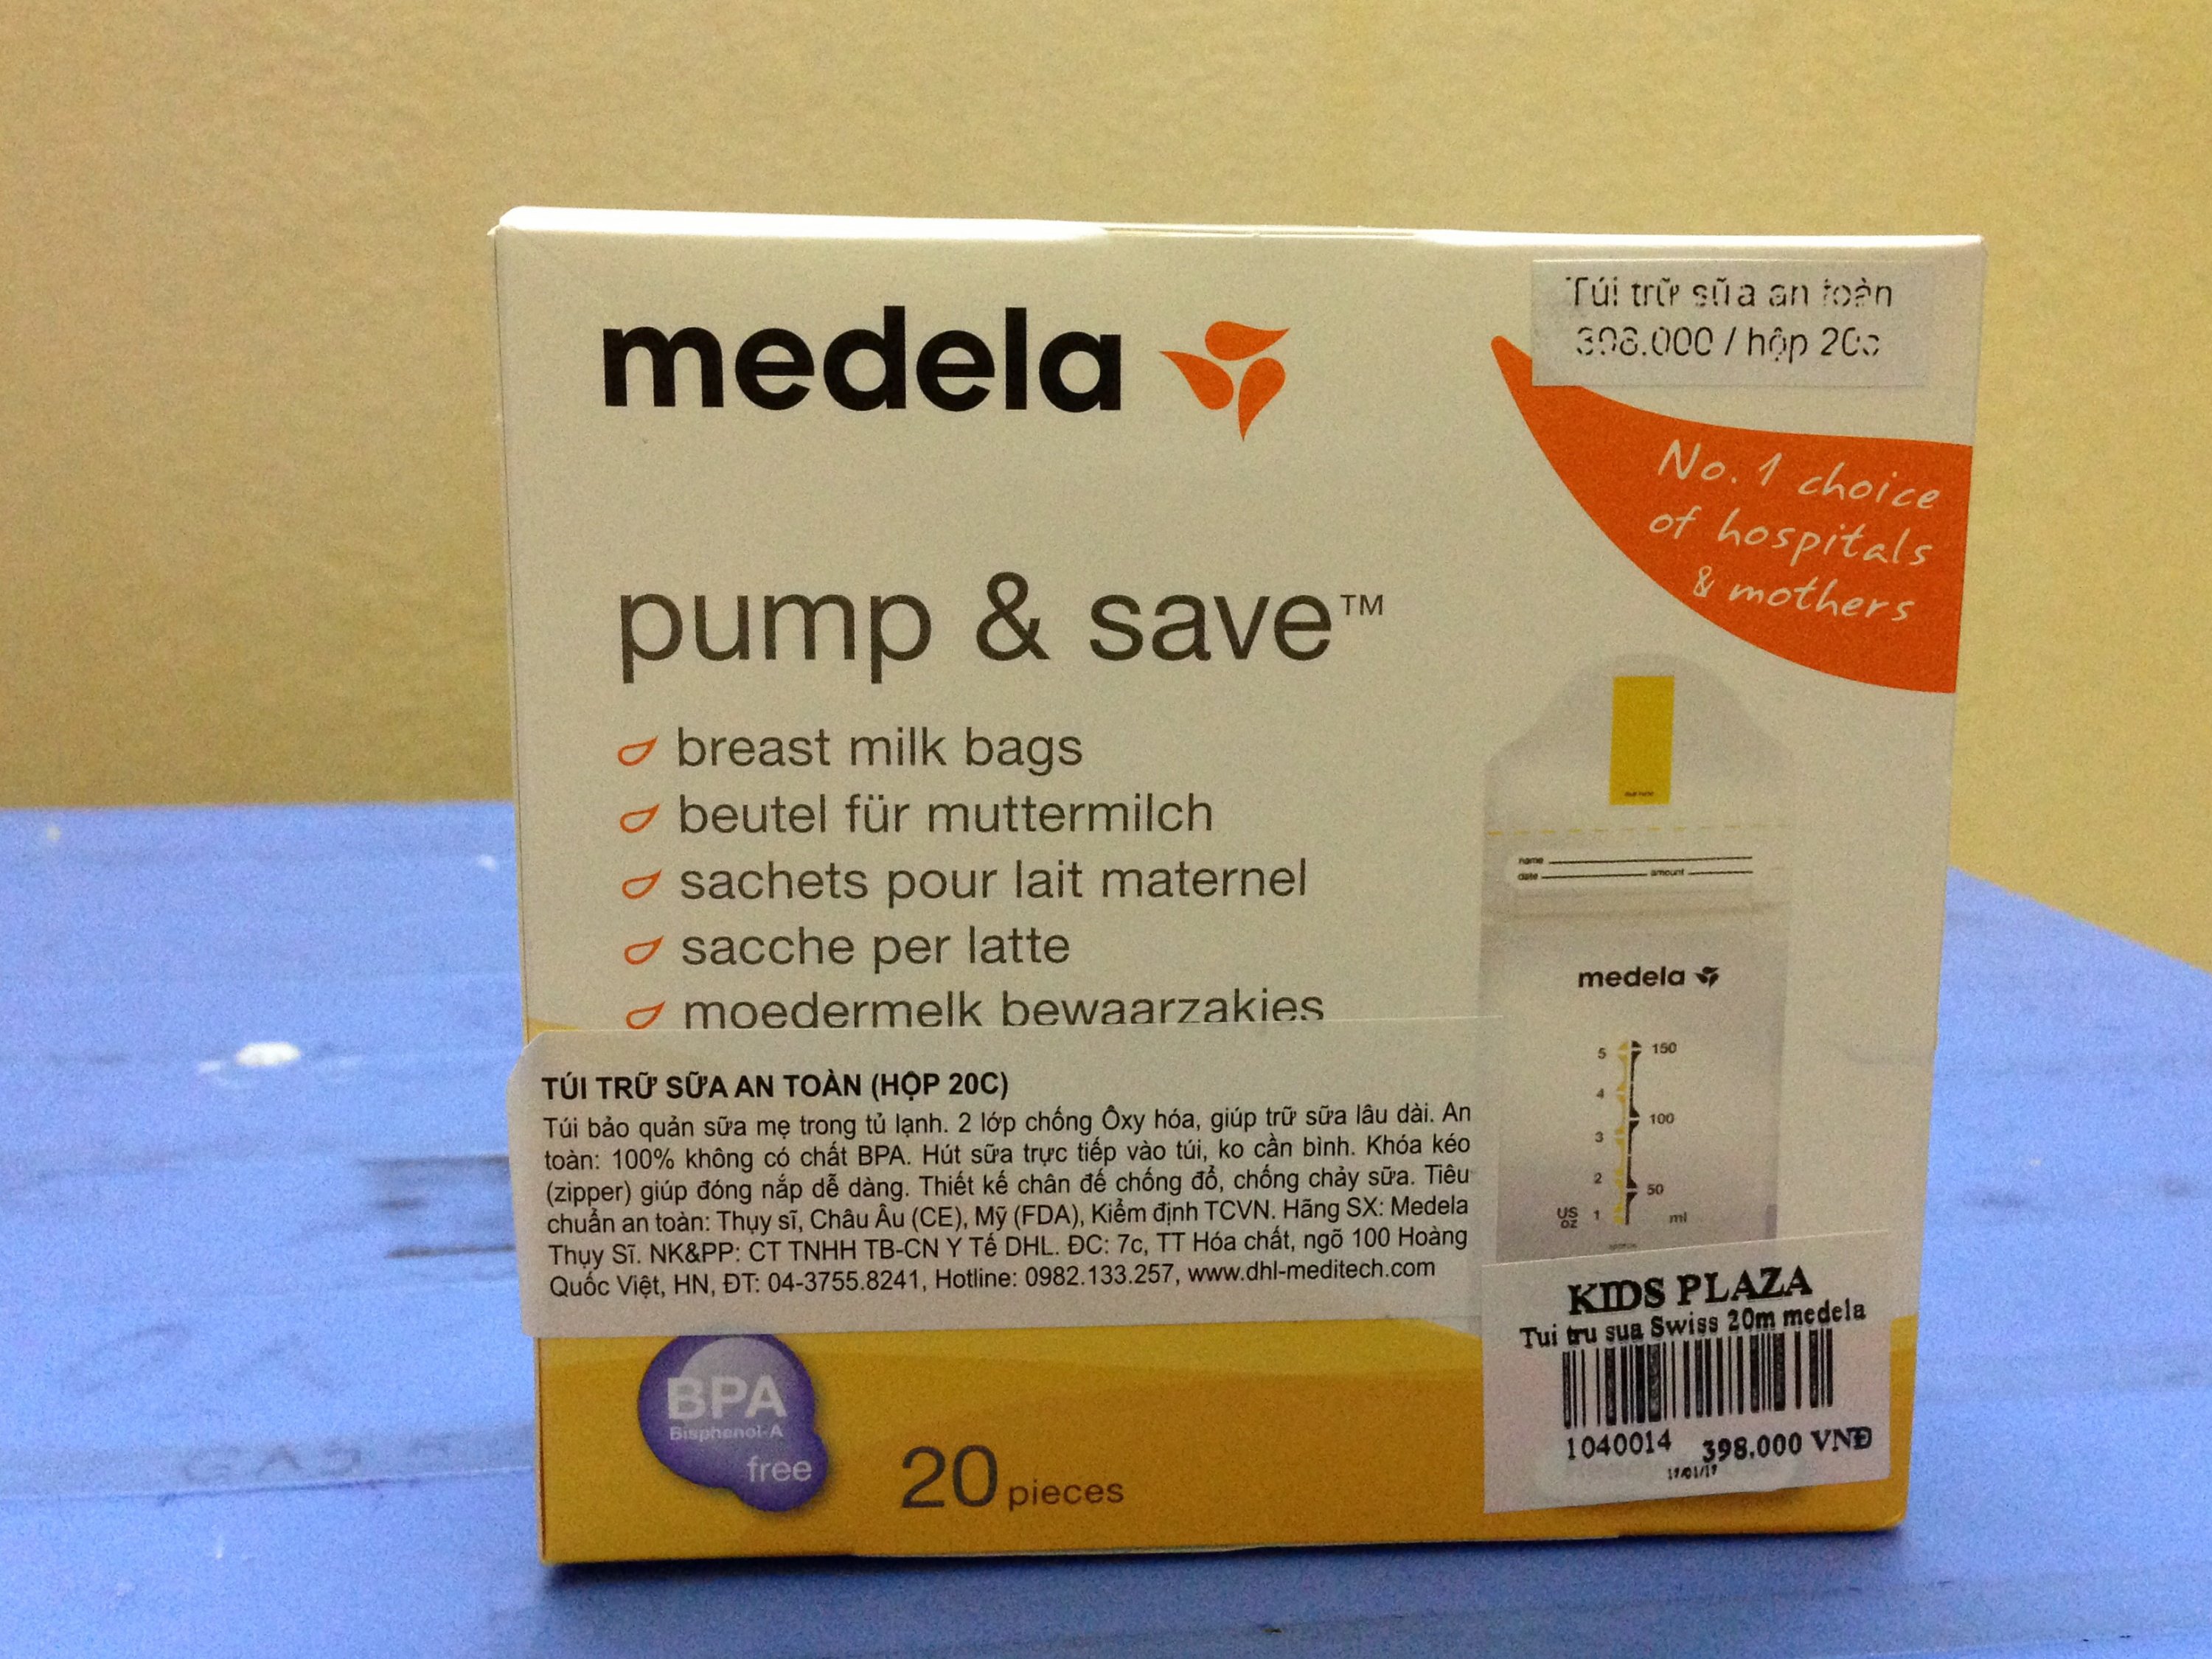 medela
Túi trữ sữa an toàn
398.000 / hộp 20c
No. 1 choice
of hospitals
& mothers
pump & save™
breast milk bags
beutel für muttermilch
sachets pour lait maternel
sacche per latte
moedermelk bewaarzakjes
name
date amount
medela
5 150
4
100
3
2
50
US OZ 1 ml
TÚI TRỮ SỮA AN TOÀN (HỘP 20C)
Túi bảo quản sữa mẹ trong tủ lạnh. 2 lớp chống Ôxy hóa, giúp trữ sữa lâu dài. An
toàn: 100% không có chất BPA. Hút sữa trực tiếp vào túi, ko cần bình. Khóa kéo
(zipper) giúp đóng nắp dễ dàng. Thiết kế chân đế chống đổ, chống chảy sữa. Tiêu
chuẩn an toàn: Thụy sĩ, Châu Âu (CE), Mỹ (FDA), Kiểm định TCVN. Hãng SX: Medela
Thụy Sĩ. NK&PP: CT TNHH TB-CN Y Tế DHL. ĐC: 7c, TT Hóa chất, ngõ 100 Hoàng
Quốc Việt, HN, ĐT: 04-3755.8241, Hotline: 0982.133.257, www.dhl-meditech.com
KIDS PLAZA
Tui tru sua Swiss 20m medela
1040014 398.000 VNĐ
BPA
Bisphenol-A
free
20 pieces